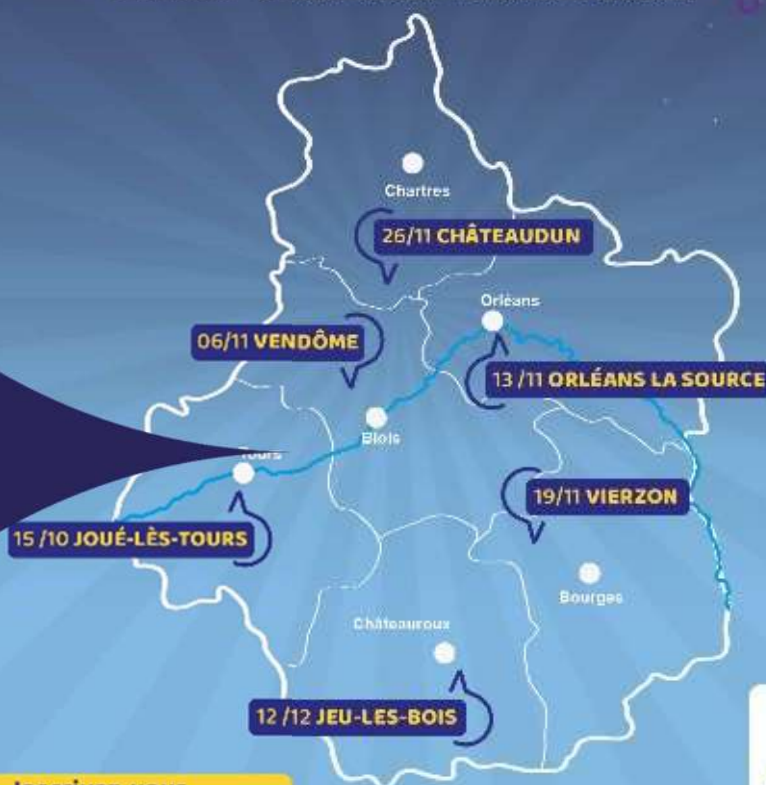 Chartres
26/11 CHÂTEAUDUN
Orléans
06/11 VENDÔME
13 /11 ORLÉANS LA SOURCE
Blois
Tours
19/11 VIERZON
15 /10 JOUÉ-LÈS-TOURS
Bourges
Châteauroux
12 /12 JEU-LES-BOIS